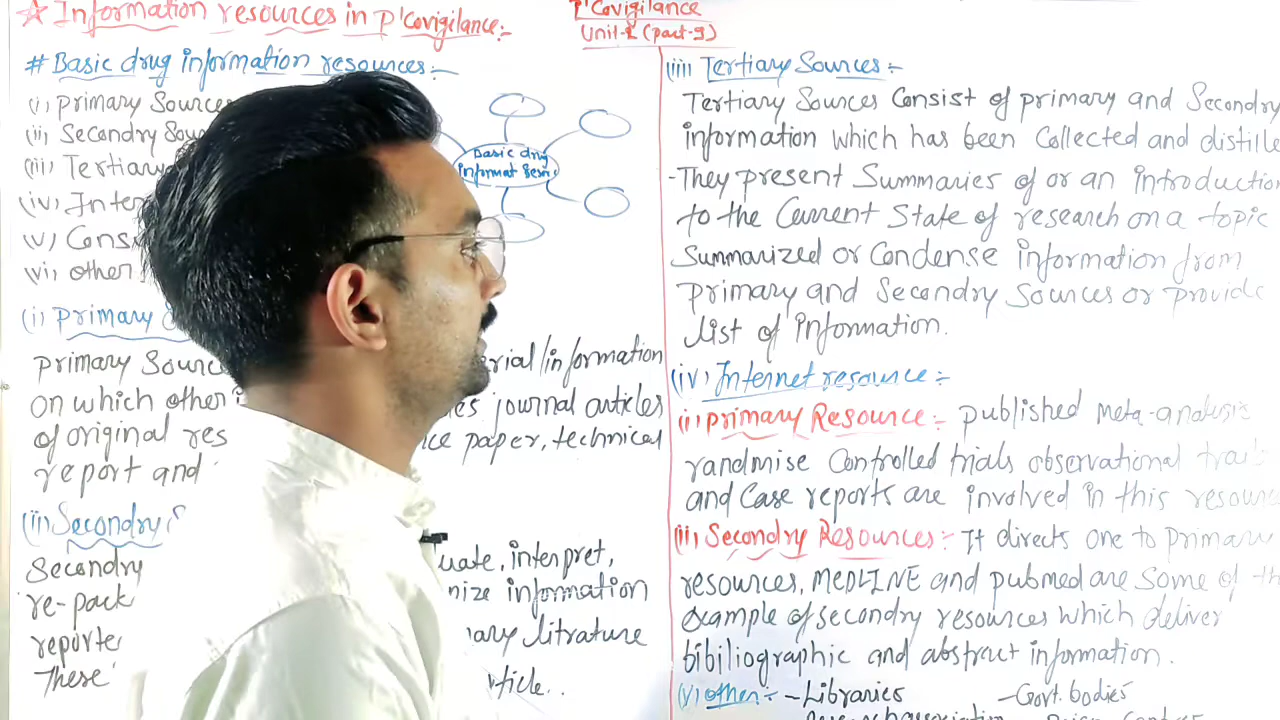 ☆ Information resources in P'Covigilance:-
P'Covigilance
Unit-2 (part-I)
# Basic drug information resources:-
(i) primary Sources
(ii) Secondry Sou
(iii) Tertiary
(iv) Inter
(v) Cons
(vi) other
Basic drug
Informat
(i) primary
primary Sourc rial/information
on which other es journal articles
of original res ce paper, technical
report and
(ii) Secondry S
Secondry uate, interpret,
re-pack nize information
reporte ary litrature
These ticle..
(iii) Tertiary Sources:-
Tertiary Sources Consist of primary and Secondry
information which has been Collected and distille
-They present Summaries of or an introduction
to the Current State of research on a topic
Summarized or Condense information from
primary and Secondry Sources or provide
list of information.
(iv) Internet resource:-
(i) primary Resource:- published meta-analysis
randmise Controlled trials observational trails
and Case reports are involved in this resource
(ii) Secondry Resources:- It directs one to primary
resources, MEDLINE and pubmed are Some of th
example of secondry resources which deliver
bibiliographic and abstract information.
(v) other:- -Libraries -Govt. bodies